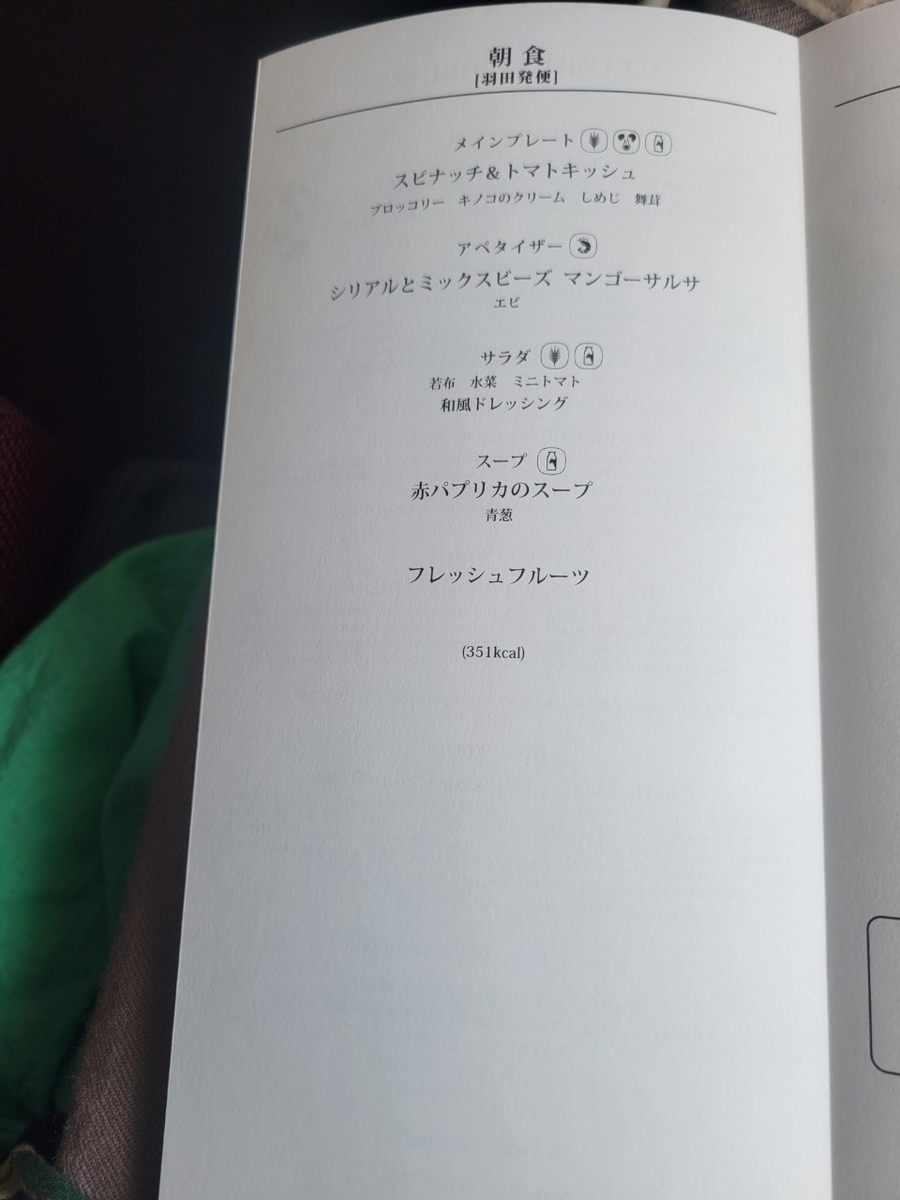 朝食
[羽田発便]
メインプレート
スピナッチ&トマトキッシュ
ブロッコリー　キノコのクリーム　しめじ　舞茸
アペタイザー
シリアルとミックスビーズ マンゴーサルサ
エビ
サラダ
若布　水菜　ミニトマト
和風ドレッシング
スープ
赤パプリカのスープ
青葱
フレッシュフルーツ
(351kcal)